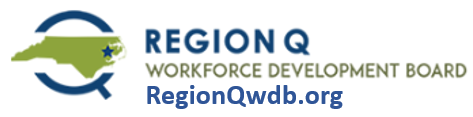 REGION Q
WORKFORCE DEVELOPMENT BOARD
RegionQwdb.org